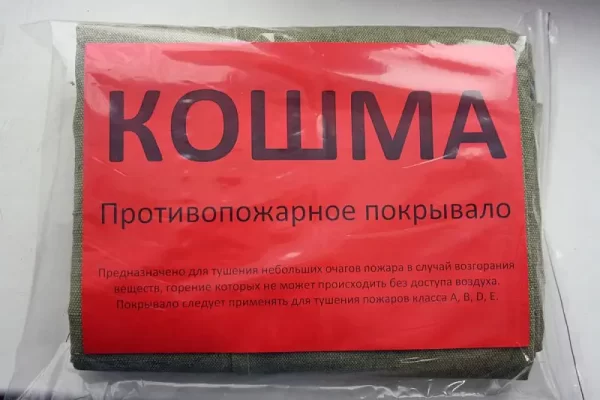 КОШМА
Противопожарное покрывало
Предназначено для тушения небольших очагов пожара в случай возгорания
веществ, горение которых не может происходить без доступа воздуха.
Покрывало следует применять для тушения пожаров класса А, В, D, Е.